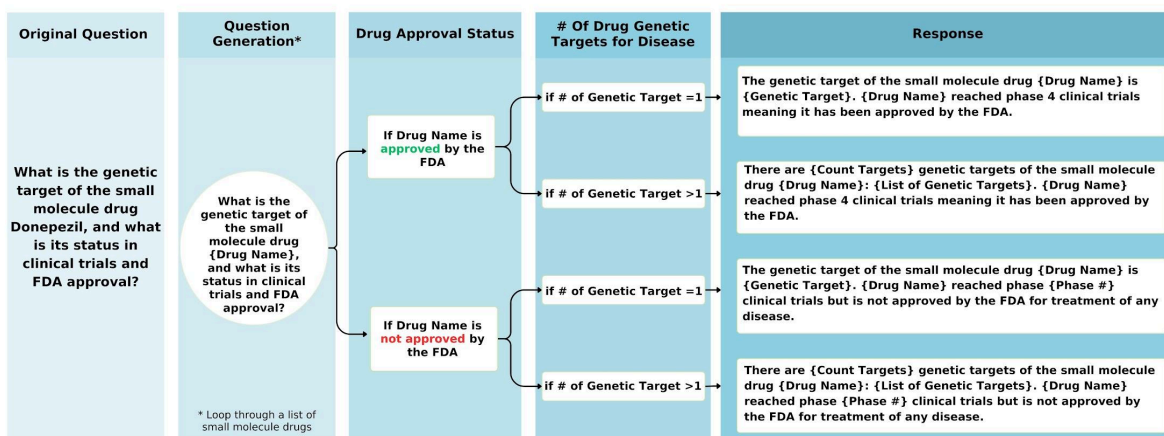 Original Question
Question
Generation*
Drug Approval Status
# Of Drug Genetic
Targets for Disease
Response
What is the genetic
target of the small
molecule drug
Donepezil, and what
is its status in
clinical trials and
FDA approval?
What is the
genetic target of
the small
molecule drug
{Drug Name},
and what is its
status in clinical
trials and FDA
approval?
* Loop through a list of
small molecule drugs
If Drug Name is
approved by the
FDA
If Drug Name is
not approved by
the FDA
if # of Genetic Target =1
if # of Genetic Target >1
if # of Genetic Target =1
if # of Genetic Target >1
The genetic target of the small molecule drug {Drug Name} is
{Genetic Target}. {Drug Name} reached phase 4 clinical trials
meaning it has been approved by the FDA.
There are {Count Targets} genetic targets of the small molecule
drug {Drug Name}: {List of Genetic Targets}. {Drug Name}
reached phase 4 clinical trials meaning it has been approved by
the FDA.
The genetic target of the small molecule drug {Drug Name} is
{Genetic Target}. {Drug Name} reached phase {Phase #}
clinical trials but is not approved by the FDA for treatment of any
disease.
There are {Count Targets} genetic targets of the small molecule
drug {Drug Name}: {List of Genetic Targets}. {Drug Name}
reached phase {Phase #} clinical trials but is not approved by
the FDA for treatment of any disease.